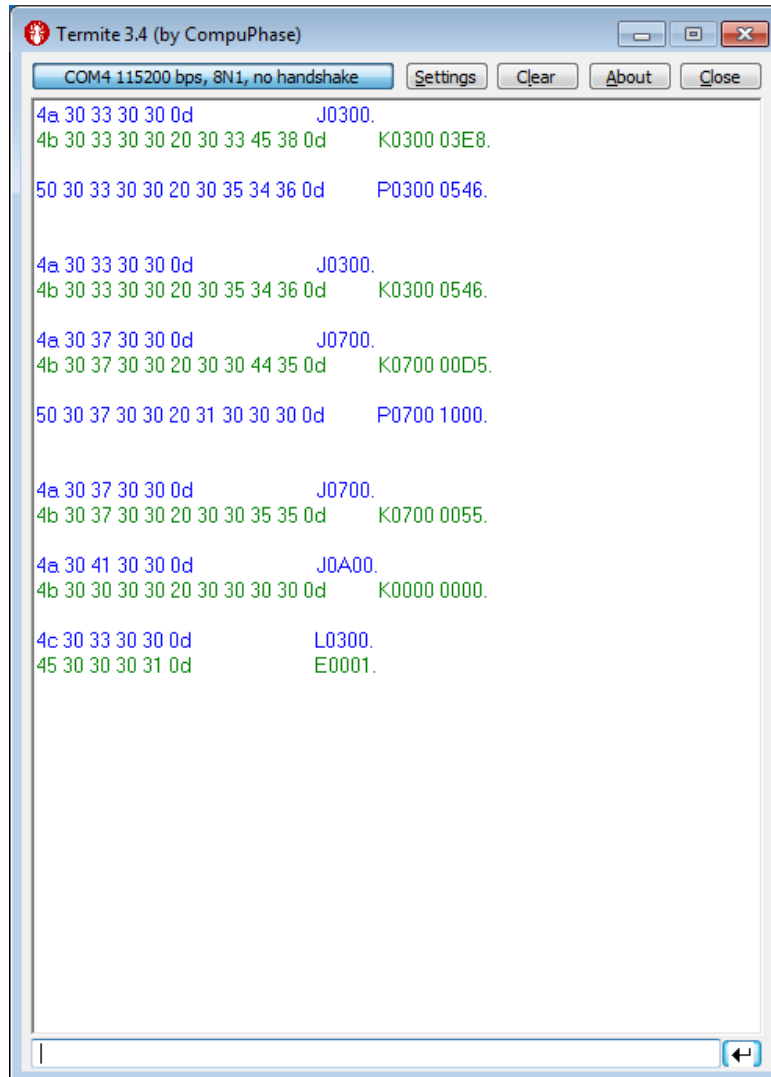 Termite 3.4 (by CompuPhase)
COM4 115200 bps, 8N1, no handshake Settings Clear About Close
4a 30 33 30 30 0d J0300.
4b 30 33 30 30 20 30 33 45 38 0d K0300 03E8.
50 30 33 30 30 20 30 35 34 36 0d P0300 0546.
4a 30 33 30 30 0d J0300.
4b 30 33 30 30 20 30 35 34 36 0d K0300 0546.
4a 30 37 30 30 0d J0700.
4b 30 37 30 30 20 30 30 44 35 0d K0700 00D5.
50 30 37 30 30 20 31 30 30 30 0d P0700 1000.
4a 30 37 30 30 0d J0700.
4b 30 37 30 30 20 30 30 35 35 0d K0700 0055.
4a 30 41 30 30 0d J0A00.
4b 30 30 30 30 20 30 30 30 30 0d K0000 0000.
4c 30 33 30 30 0d L0300.
45 30 30 30 31 0d E0001.